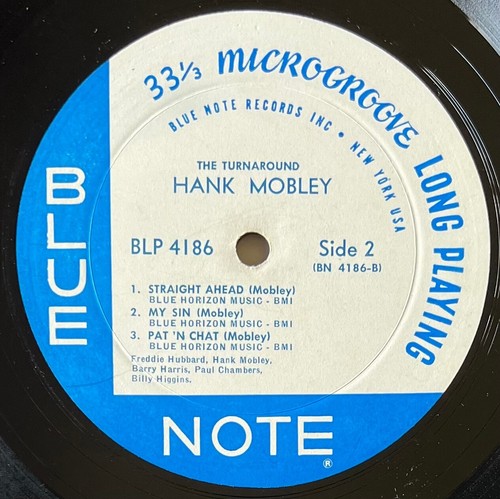 33⅓ MICROGROOVE LONG PLAYING
BLUE NOTE RECORDS INC • NEW YORK USA
THE TURNAROUND
HANK MOBLEY
BLP 4186
Side 2
(BN 4186-B)
1. STRAIGHT AHEAD (Mobley)
BLUE HORIZON MUSIC - BMI
2. MY SIN (Mobley)
BLUE HORIZON MUSIC - BMI
3. PAT 'N CHAT (Mobley)
BLUE HORIZON MUSIC - BMI
Freddie Hubbard, Hank Mobley,
Barry Harris, Paul Chambers,
Billy Higgins.
BLUE
NOTE
®